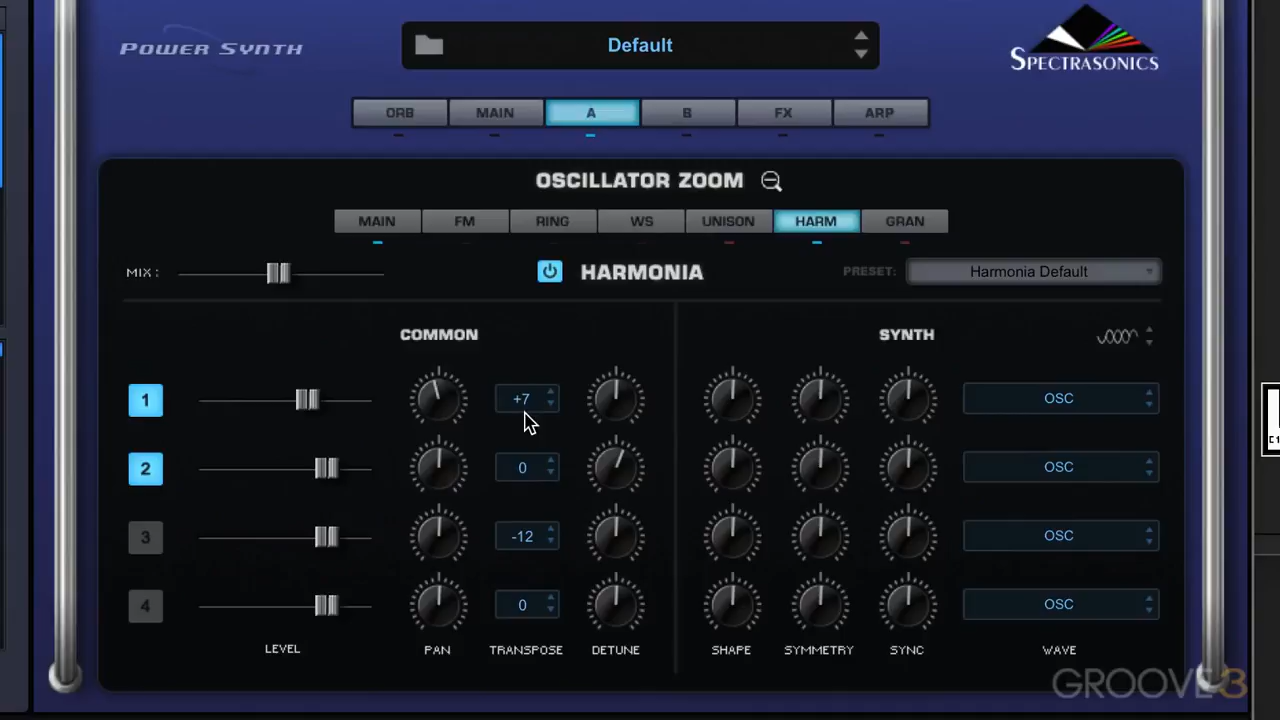 POWER SYNTH
Default
SPECTRASONICS
ORB MAIN A B FX ARP
OSCILLATOR ZOOM
MAIN FM RING WS UNISON HARM GRAN
MIX: HARMONIA PRESET: Harmonia Default
COMMON SYNTH
1 +7 OSC
2 0 OSC
3 -12 OSC
4 0 OSC
LEVEL PAN TRANSPOSE DETUNE SHAPE SYMMETRY SYNC WAVE
GROOVE3